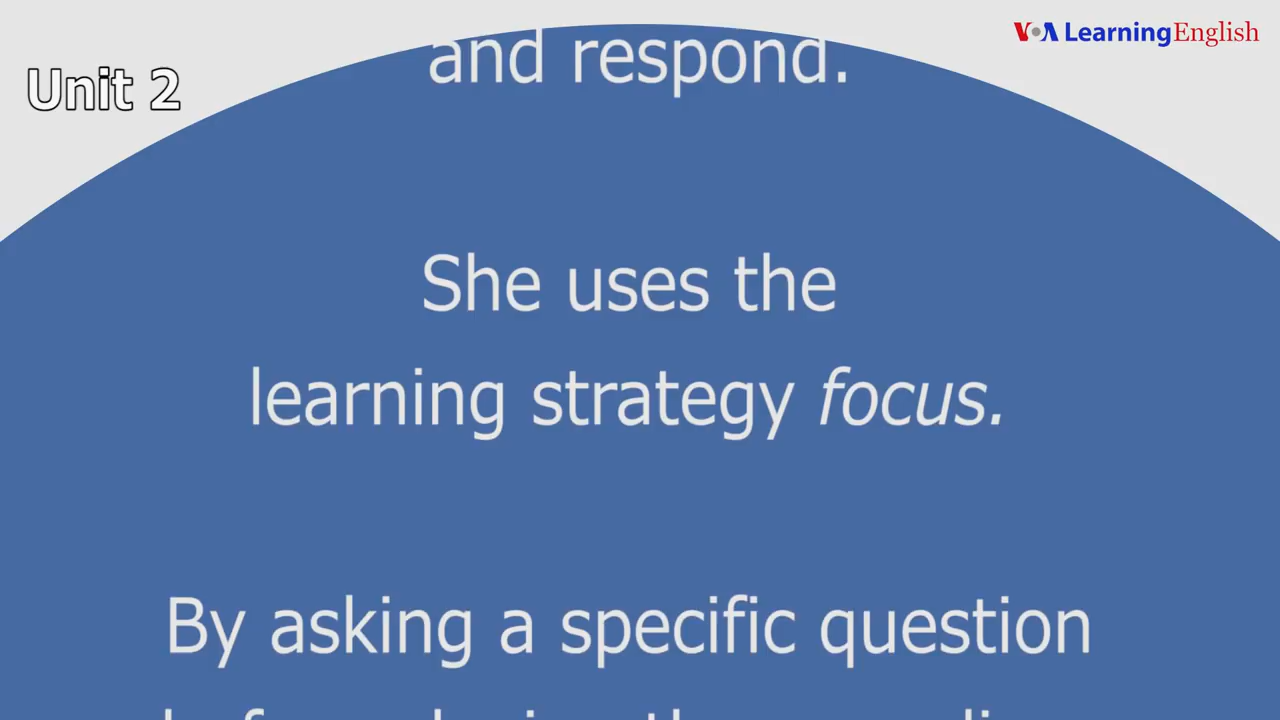 VOA LearningEnglish
Unit 2
and respond.
She uses the
learning strategy focus.
By asking a specific question